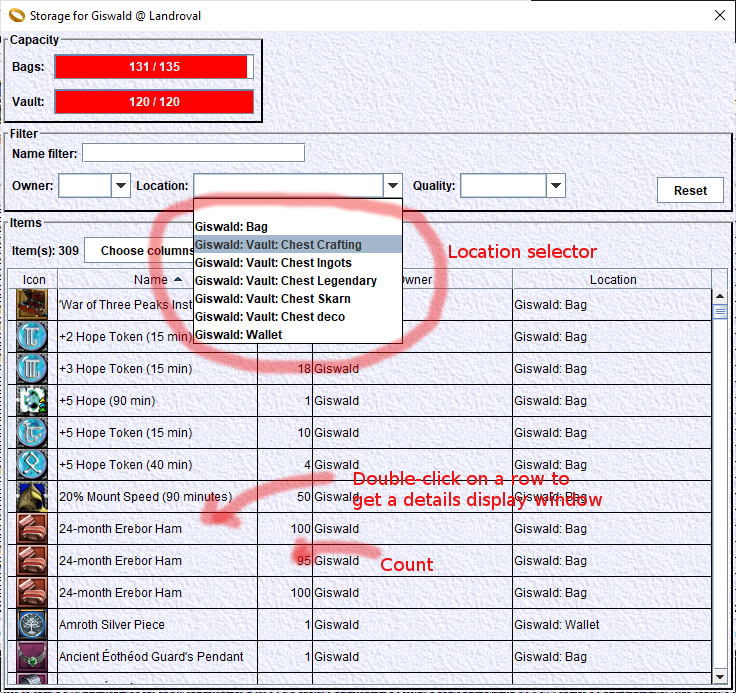 Storage for Giswald @ Landroval
Capacity
Bags: 131 / 135
Vault: 120 / 120
Filter
Name filter:
Owner: Location: Quality: Reset
Giswald: Bag
Giswald: Vault: Chest Crafting
Giswald: Vault: Chest Ingots
Giswald: Vault: Chest Legendary
Giswald: Vault: Chest Skarn
Giswald: Vault: Chest deco
Giswald: Wallet
Location selector
Items
Item(s): 309 Choose columns
Icon Name Owner Location
'War of Three Peaks Inst Giswald: Bag
+2 Hope Token (15 min) Giswald: Bag
+3 Hope Token (15 min) 18 Giswald Giswald: Bag
+5 Hope (90 min) 1 Giswald Giswald: Bag
+5 Hope Token (15 min) 10 Giswald Giswald: Bag
+5 Hope Token (40 min) 4 Giswald Giswald: Bag
Double-click on a row to
get a details display window
20% Mount Speed (90 minutes) 50 Giswald Giswald: Bag
24-month Erebor Ham 100 Giswald Giswald: Bag
24-month Erebor Ham 95 Giswald Giswald: Bag
Count
24-month Erebor Ham 100 Giswald Giswald: Bag
Amroth Silver Piece 1 Giswald Giswald: Wallet
Ancient Éothéod Guard's Pendant 1 Giswald Giswald: Bag